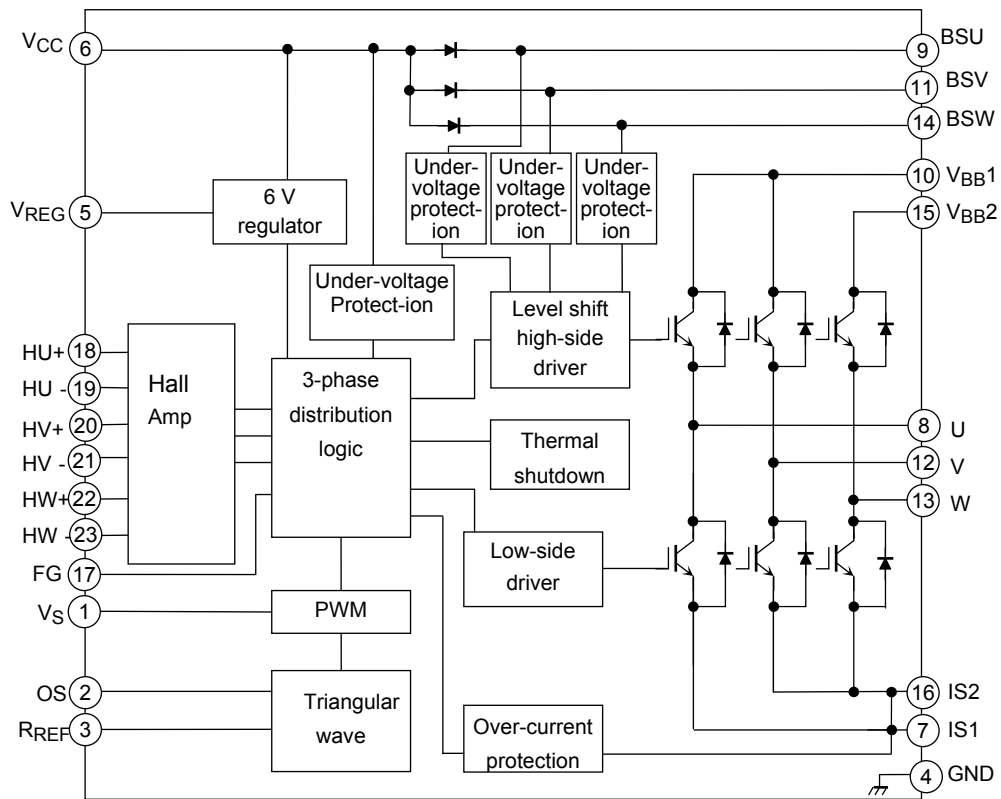 VCC
6
9
BSU
11
BSV
14
BSW
10
VBB1
15
VBB2
VREG
5
6 V
regulator
Under-
voltage
protect-
ion
Under-
voltage
protect-
ion
Under-
voltage
protect-
ion
Under-voltage
Protect-ion
Level shift
high-side
driver
HU+
18
HU -
19
HV+
20
HV -
21
HW+
22
HW -
23
Hall
Amp
3-phase
distribution
logic
Thermal
shutdown
8
U
12
V
13
W
Low-side
driver
FG
17
VS
1
PWM
OS
2
RREF
3
Triangular
wave
Over-current
protection
16
IS2
7
IS1
4
GND